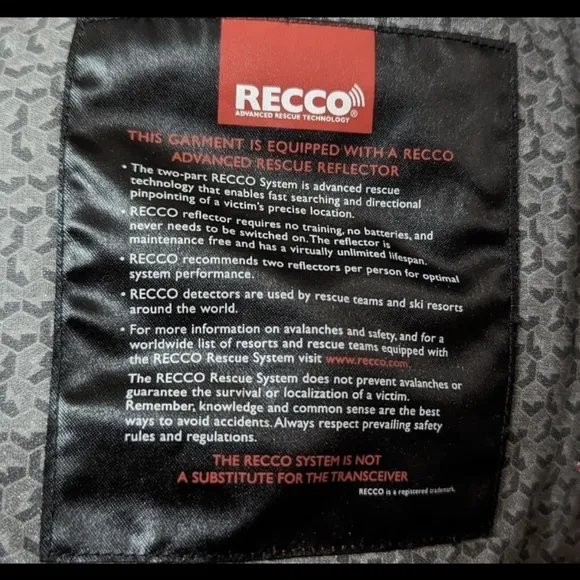 RECCO®
ADVANCED RESCUE TECHNOLOGY
THIS GARMENT IS EQUIPPED WITH A RECCO
ADVANCED RESCUE REFLECTOR
• The two-part RECCO System is advanced rescue
technology that enables fast searching and directional
pinpointing of a victim's precise location.
• RECCO reflector requires no training, no batteries, and
never needs to be switched on. The reflector is
maintenance free and has a virtually unlimited lifespan.
• RECCO recommends two reflectors per person for optimal
system performance.
• RECCO detectors are used by rescue teams and ski resorts
around the world.
• For more information on avalanches and safety, and for a
worldwide list of resorts and rescue teams equipped with
the RECCO Rescue System visit www.recco.com.
The RECCO Rescue System does not prevent avalanches or
guarantee the survival or localization of a victim.
Remember, knowledge and common sense are the best
ways to avoid accidents. Always respect prevailing safety
rules and regulations.
THE RECCO SYSTEM IS NOT
A SUBSTITUTE FOR THE TRANSCEIVER
RECCO is a registered trademark.